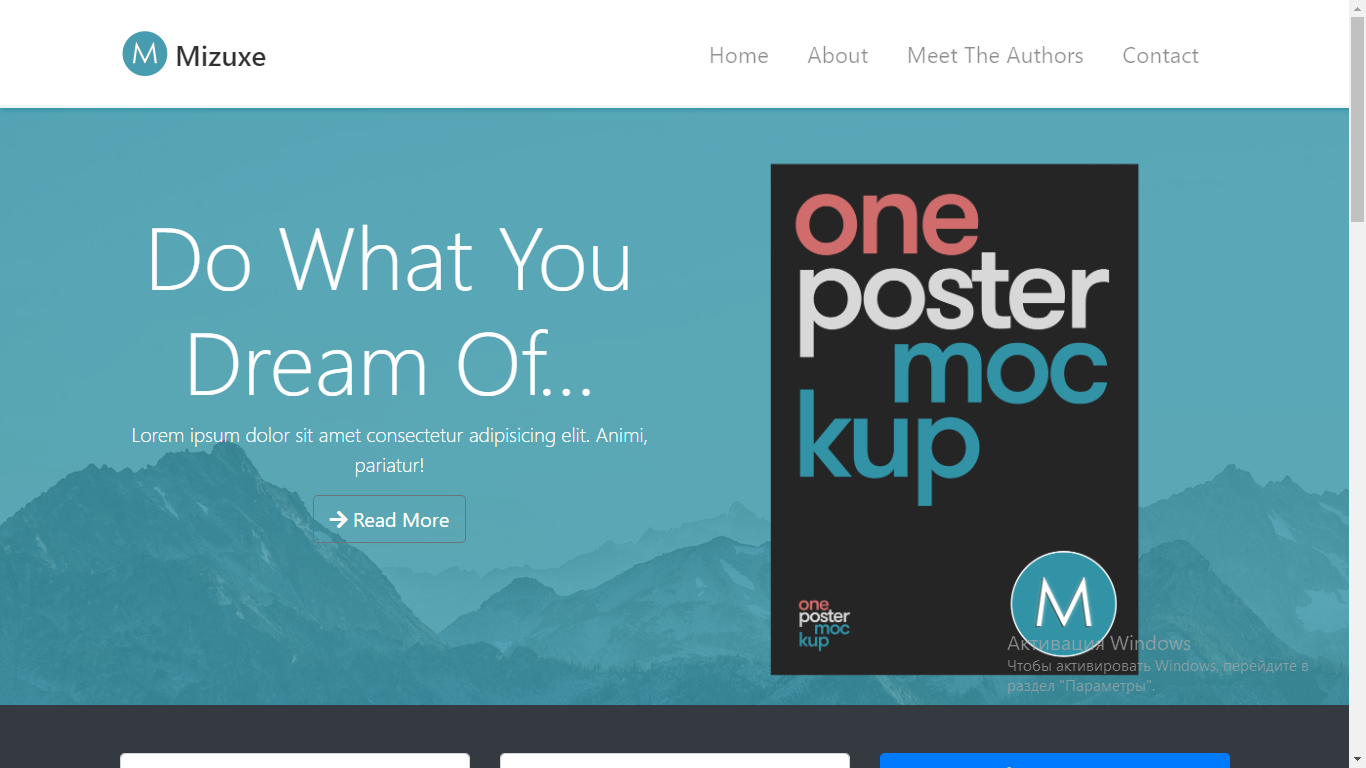 M Mizuxe
Home About Meet The Authors Contact
Do What You
Dream Of...
Lorem ipsum dolor sit amet consectetur adipisicing elit. Animi,
pariatur!
Read More
one
poster
moc
kup
one
poster
moc
kup
M
Активация Windows
Чтобы активировать Windows, перейдите в
раздел "Параметры".